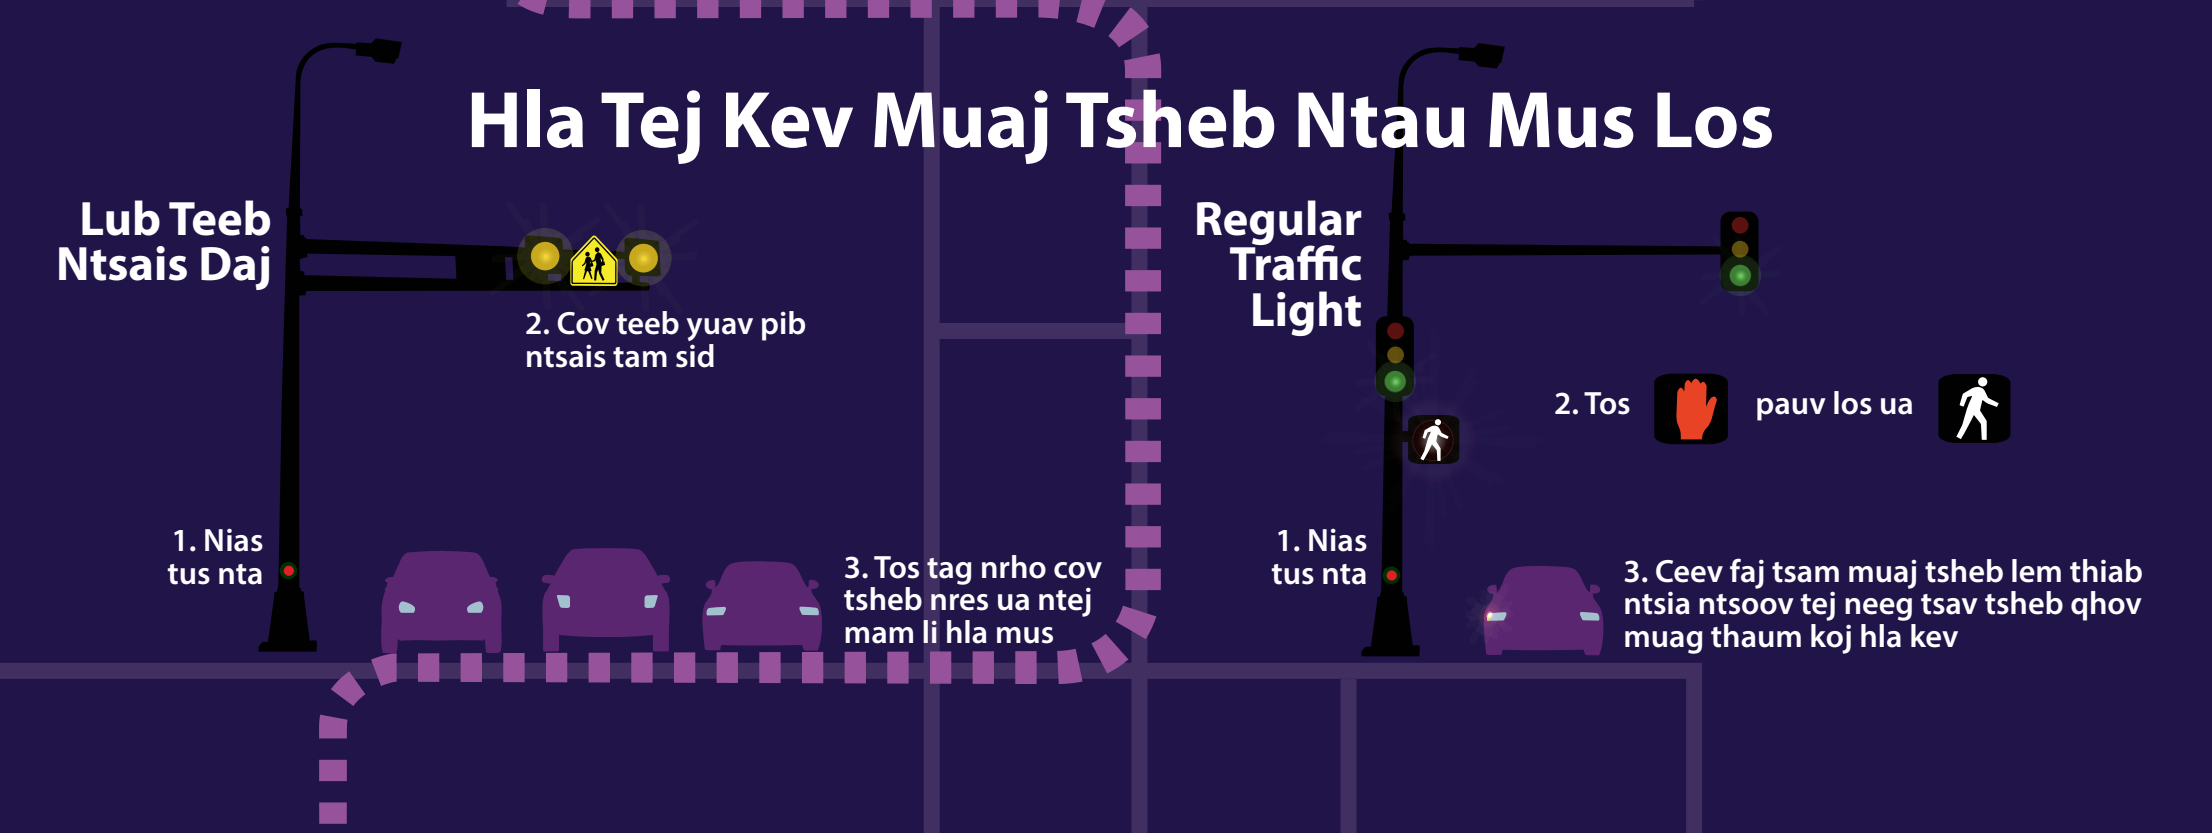 Hla Tej Kev Muaj Tsheb Ntau Mus Los
Lub Teeb
Ntsais Daj
2. Cov teeb yuav pib
ntsais tam sid
1. Nias
tus nta
3. Tos tag nrho cov
tsheb nres ua ntej
mam li hla mus
Regular
Traffic
Light
2. Tos pauv los ua
1. Nias
tus nta
3. Ceev faj tsam muaj tsheb lem thiab
ntsia ntsoov tej neeg tsav tsheb qhov
muag thaum koj hla kev